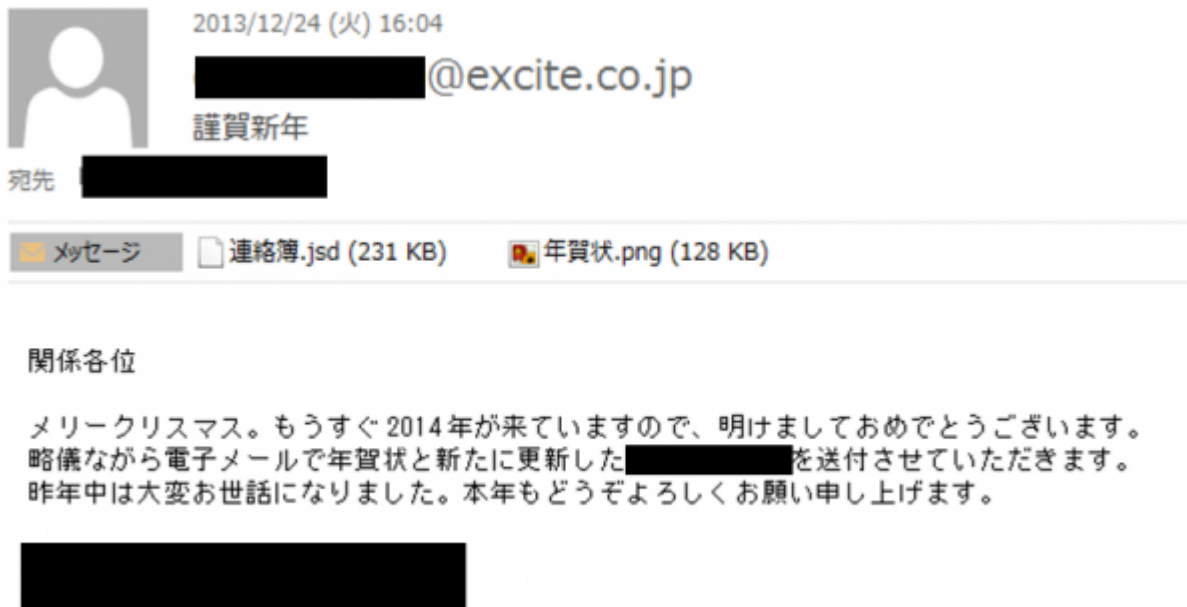 2013/12/24 (火) 16:04
@excite.co.jp
謹賀新年
宛先
メッセージ 連絡簿.jsd (231 KB) 年賀状.png (128 KB)
関係各位
メリークリスマス。もうすぐ2014年が来ていますので、明けましておめでとうございます。
略儀ながら電子メールで年賀状と新たに更新した を送付させていただきます。
昨年中は大変お世話になりました。本年もどうぞよろしくお願い申し上げます。